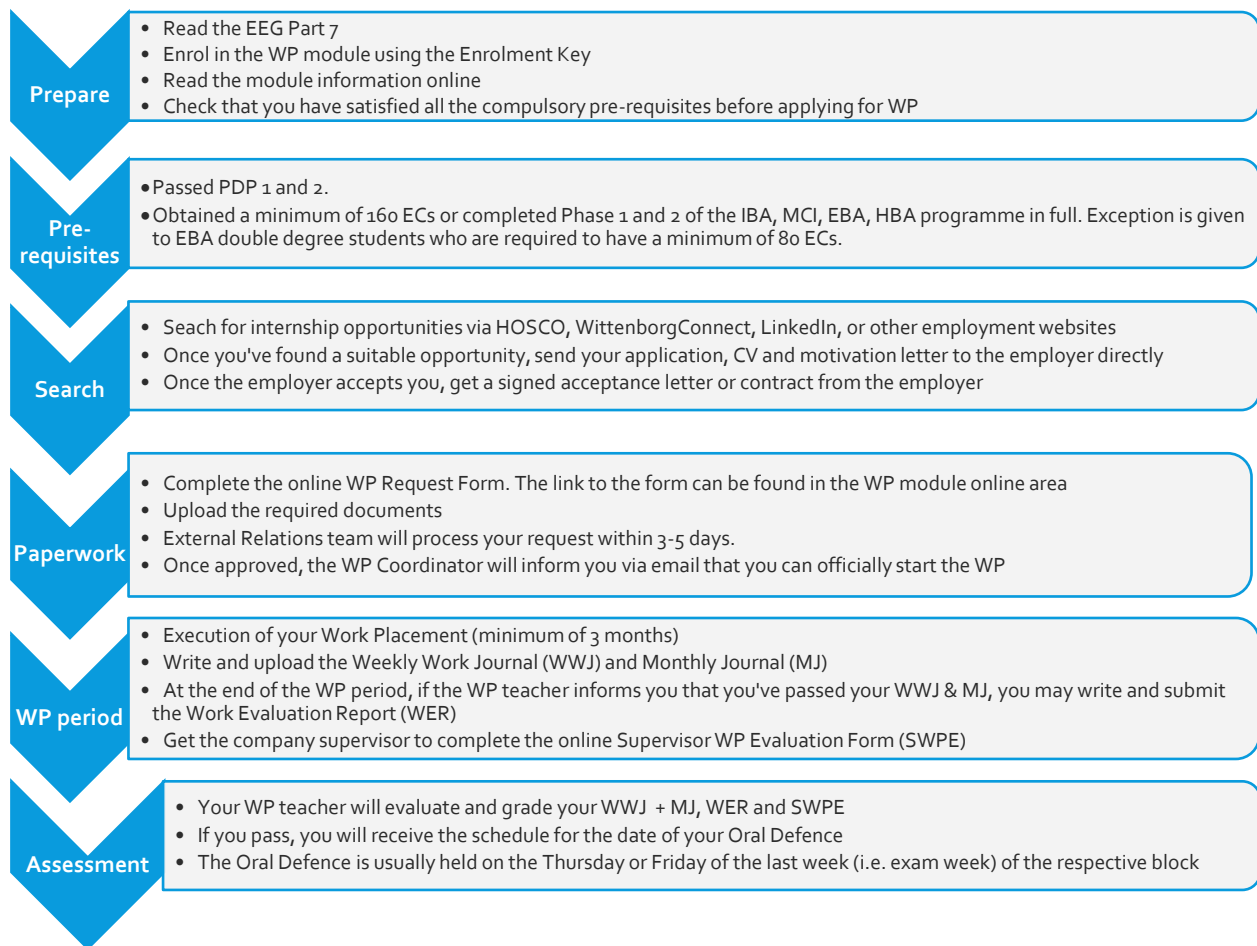 Prepare
• Read the EEG Part 7
• Enrol in the WP module using the Enrolment Key
• Read the module information online
• Check that you have satisfied all the compulsory pre-requisites before applying for WP
Pre-
requisites
• Passed PDP 1 and 2.
• Obtained a minimum of 160 ECs or completed Phase 1 and 2 of the IBA, MCI, EBA, HBA programme in full. Exception is given
to EBA double degree students who are required to have a minimum of 80 ECs.
Search
• Seach for internship opportunities via HOSCO, WittenborgConnect, LinkedIn, or other employment websites
• Once you've found a suitable opportunity, send your application, CV and motivation letter to the employer directly
• Once the employer accepts you, get a signed acceptance letter or contract from the employer
Paperwork
• Complete the online WP Request Form. The link to the form can be found in the WP module online area
• Upload the required documents
• External Relations team will process your request within 3-5 days.
• Once approved, the WP Coordinator will inform you via email that you can officially start the WP
WP period
• Execution of your Work Placement (minimum of 3 months)
• Write and upload the Weekly Work Journal (WWJ) and Monthly Journal (MJ)
• At the end of the WP period, if the WP teacher informs you that you've passed your WWJ & MJ, you may write and submit
the Work Evaluation Report (WER)
• Get the company supervisor to complete the online Supervisor WP Evaluation Form (SWPE)
Assessment
• Your WP teacher will evaluate and grade your WWJ + MJ, WER and SWPE
• If you pass, you will receive the schedule for the date of your Oral Defence
• The Oral Defence is usually held on the Thursday or Friday of the last week (i.e. exam week) of the respective block